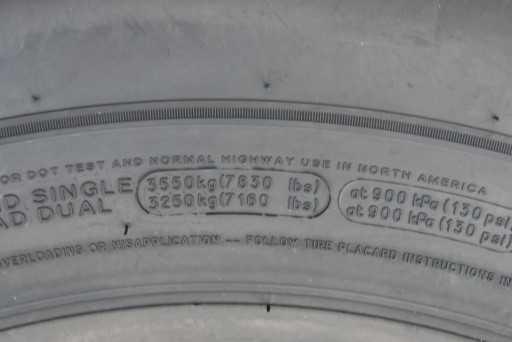 OR DOT TEST AND NORMAL HIGHWAY USE IN NORTH AMERICA
D SINGLE 3550kg(7830 lbs) at 900 kPa (130 psi)
AD DUAL 3250kg(7160 lbs) at 900 kPa (130 psi)
OVERLOADING OR MISAPPLICATION -- FOLLOW TIRE PLACARD INSTRUCTIONS IN